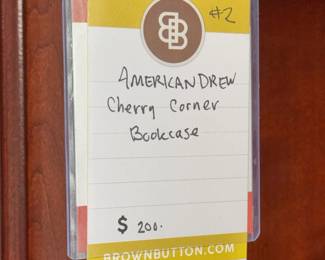 #2
BB
AMERICAN DREW
Cherry Corner
Bookcase
$ 200.
BROWNBUTTON.COM